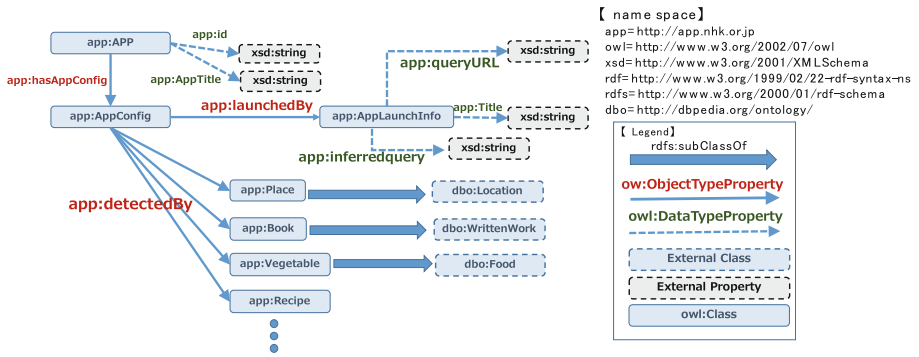 app:APP
app:id
xsd:string
app:AppTitle
xsd:string
app:hasAppConfig
app:AppConfig
app:launchedBy
app:AppLaunchInfo
app:queryURL
xsd:string
app:Title
xsd:string
app:inferredquery
xsd:string
app:detectedBy
app:Place
dbo:Location
app:Book
dbo:WrittenWork
app:Vegetable
dbo:Food
app:Recipe
【 name space】
app=http://app.nhk.or.jp
owl=http://www.w3.org/2002/07/owl
xsd=http://www.w3.org/2001/XMLSchema
rdf=http://www.w3.org/1999/02/22-rdf-syntax-ns
rdfs=http://www.w3.org/2000/01/rdf-schema
dbo=http://dbpedia.org/ontology/
【 Legend】
rdfs:subClassOf
ow:ObjectTypeProperty
owl:DataTypeProperty
External Class
External Property
owl:Class